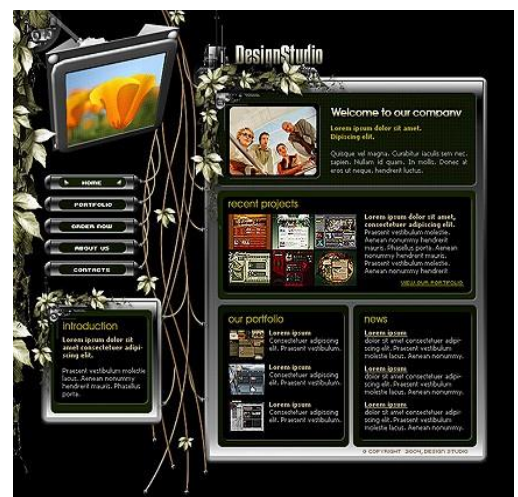 DesignStudio
HOME
PORTFOLIO
ORDER NOW
ABOUT US
CONTACTS
introduction
Lorem ipsum dolor sit amet,
consectetuer adipi-
scing elit.
Praesent vestibulum molestie
lacus. Aenean nonummy
hendrerit mauris. Phasellus
porta.
Welcome to our company
Lorem ipsum dolor sit amet.
Dipiscing elit.
Quisque vel magna. Curabitur iaculis sem nec.
sapien. Nullam id quam. In mollis. Donec at
eros ut neque, hendrerit luctus.
recent projects
Lorem ipsum dolor sit amet,
consectetuer adipiscing elit.
Praesent vestibulum molestie.
Aenean nonummy hendrerit
mauris. Phasellus porta. Aenean
nonummy hendrerit mauris.
Praesent vestibulum molestie.
Aenean nonummy hendrerit
VIEW OUR PORTFOLIO
our portfolio
Lorem ipsum
Consectetuer adipiscing
elit. Praesent vestibulum.
Lorem ipsum
Consectetuer adipiscing
elit. Praesent vestibulum.
Lorem ipsum
Consectetuer adipiscing
elit. Praesent vestibulum.
news
Lorem ipsum
dolor sit amet consectetuer adipi-
scing elit. Praesent vestibulum
molestie lacus. Aenean nonummy.
Lorem ipsum
dolor sit amet consectetuer adipi-
scing elit. Praesent vestibulum
molestie lacus. Aenean nonummy.
Lorem ipsum
dolor sit amet consectetuer adipi-
scing elit. Praesent vestibulum
molestie lacus. Aenean nonummy.
© COPYRIGHT 2004, DESIGN STUDIO